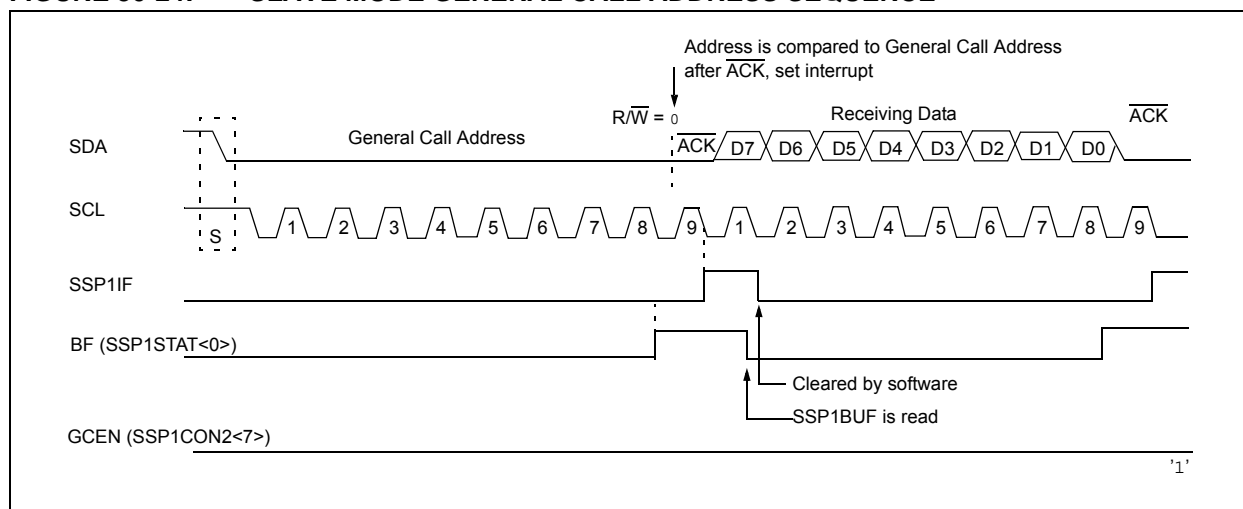 Address is compared to General Call Address
after ACK, set interrupt
R/W = 0
Receiving Data
ACK
SDA
General Call Address
ACK
D7 D6 D5 D4 D3 D2 D1 D0
SCL
S
1 2 3 4 5 6 7 8 9 1 2 3 4 5 6 7 8 9
SSP1IF
BF (SSP1STAT<0>)
Cleared by software
SSP1BUF is read
GCEN (SSP1CON2<7>)
'1'